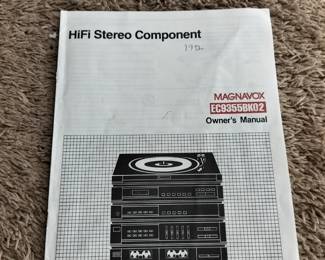 HiFi Stereo Component
MAGNAVOX
EC9355BK02
Owner's Manual